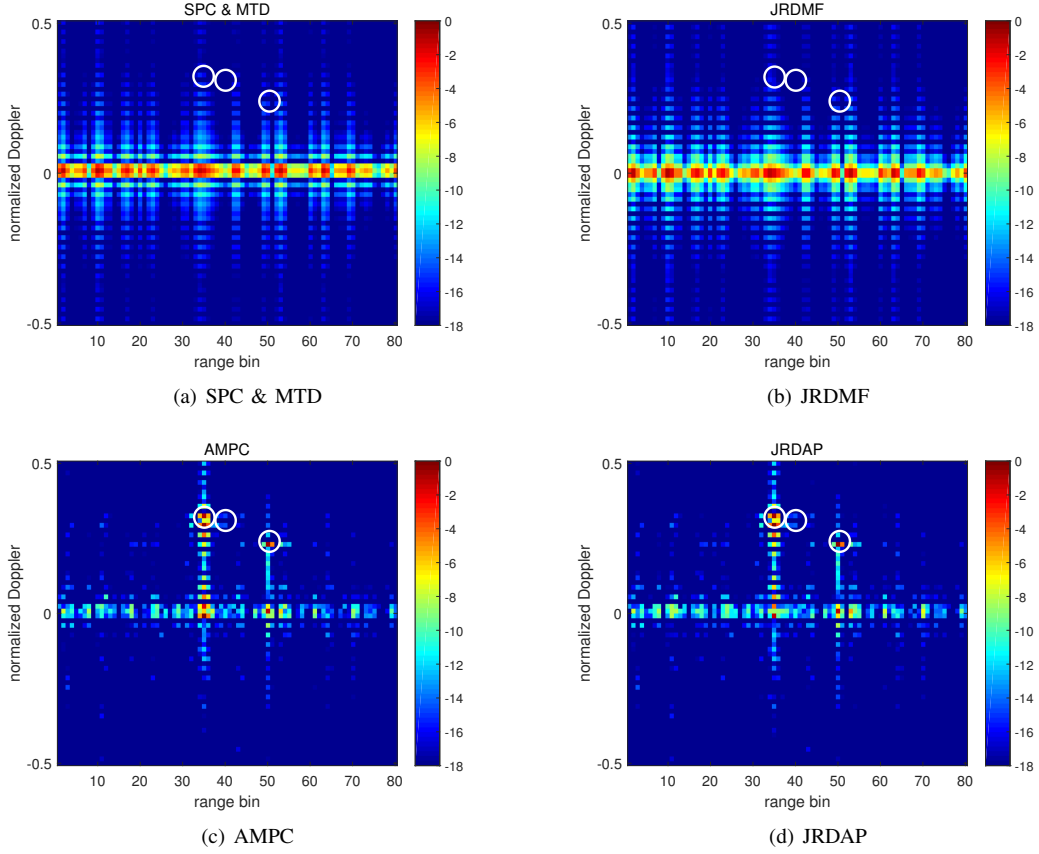 SPC & MTD
0.5
0
-0.5
normalized Doppler
10 20 30 40 50 60 70 80
range bin
0
-2
-4
-6
-8
-10
-12
-14
-16
-18
(a) SPC & MTD
JRDMF
0.5
0
-0.5
normalized Doppler
10 20 30 40 50 60 70 80
range bin
0
-2
-4
-6
-8
-10
-12
-14
-16
-18
(b) JRDMF
AMPC
0.5
0
-0.5
normalized Doppler
10 20 30 40 50 60 70 80
range bin
0
-2
-4
-6
-8
-10
-12
-14
-16
-18
(c) AMPC
JRDAP
0.5
0
-0.5
normalized Doppler
10 20 30 40 50 60 70 80
range bin
0
-2
-4
-6
-8
-10
-12
-14
-16
-18
(d) JRDAP